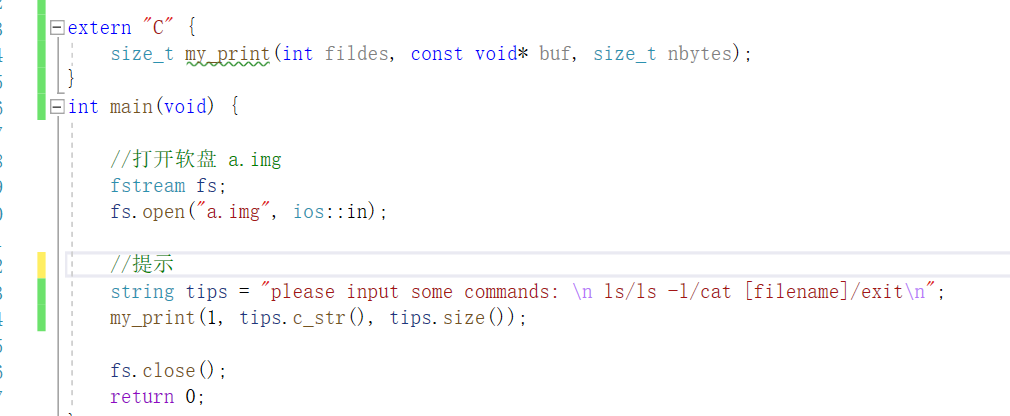 extern "C" {
size_t my_print(int fildes, const void* buf, size_t nbytes);
}
int main(void) {
//打开软盘 a.img
fstream fs;
fs.open("a.img", ios::in);
//提示
string tips = "please input some commands: \n ls/ls -l/cat [filename]/exit\n";
my_print(1, tips.c_str(), tips.size());
fs.close();
return 0;